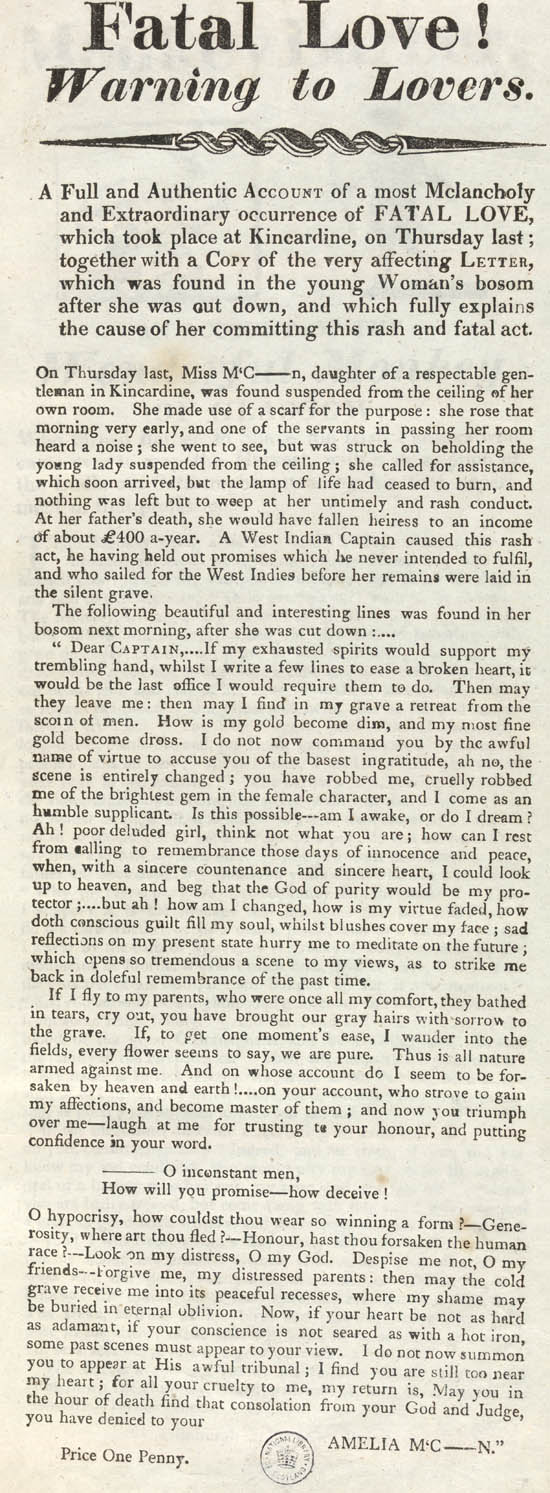 Fatal Love!
Warning to Lovers.
A Full and Authentic ACCOUNT of a most Melancholy
and Extraordinary occurrence of FATAL LOVE,
which took place at Kincardine, on Thursday last;
together with a COPY of the very affecting LETTER,
which was found in the young Woman's bosom
after she was out down, and which fully explains
the cause of her committing this rash and fatal act.
On Thursday last, Miss M'C——n, daughter of a respectable gen-
tleman in Kincardine, was found suspended from the ceiling of her
own room. She made use of a scarf for the purpose: she rose that
morning very early, and one of the servants in passing her room
heard a noise; she went to see, but was struck on beholding the
young lady suspended from the ceiling; she called for assistance,
which soon arrived, but the lamp of life had ceased to burn, and
nothing was left but to weep at her untimely and rash conduct.
At her father's death, she would have fallen heiress to an income
of about £400 a-year. A West Indian Captain caused this rash
act, he having held out promises which he never intended to fulfil,
and who sailed for the West Indies before her remains were laid in
the silent grave.
The following beautiful and interesting lines was found in her
bosom next morning, after she was cut down:....
" Dear CAPTAIN,....If my exhausted spirits would support my
trembling hand, whilst I write a few lines to ease a broken heart, it
would be the last office I would require them to do. Then may
they leave me: then may I find in my grave a retreat from the
scorn of men. How is my gold become dim, and my most fine
gold become dross. I do not now command you by the awful
name of virtue to accuse you of the basest ingratitude, ah no, the
scene is entirely changed; you have robbed me, cruelly robbed
me of the brightest gem in the female character, and I come as an
humble supplicant. Is this possible---am I awake, or do I dream?
Ah! poor deluded girl, think not what you are; how can I rest
from calling to remembrance those days of innocence and peace,
when, with a sincere countenance and sincere heart, I could look
up to heaven, and beg that the God of purity would be my pro-
tector;....but ah! how am I changed, how is my virtue faded, how
doth conscious guilt fill my soul, whilst blushes cover my face; sad
reflections on my present state hurry me to meditate on the future;
which opens so tremendous a scene to my views, as to strike me
back in doleful remembrance of the past time.
If I fly to my parents, who were once all my comfort, they bathed
in tears, cry out, you have brought our gray hairs with sorrow to
the grave. If, to get one moment's ease, I wander into the
fields, every flower seems to say, we are pure. Thus is all nature
armed against me. And on whose account do I seem to be for-
saken by heaven and earth!....on your account, who strove to gain
my affections, and become master of them; and now you triumph
over me—laugh at me for trusting to your honour, and putting
confidence in your word.
——— O inconstant men,
How will you promise—how deceive!
O hypocrisy, how couldst thou wear so winning a form?—Gene-
rosity, where art thou fled?—Honour, hast thou forsaken the human
race?---Look on my distress, O my God. Despise me not, O my
friends---Forgive me, my distressed parents: then may the cold
grave receive me into its peaceful recesses, where my shame may
be buried in eternal oblivion. Now, if your heart be not as hard
as adamant, if your conscience is not seared as with a hot iron,
some past scenes must appear to your view. I do not now summon
you to appear at His awful tribunal; I find you are still too near
my heart; for all your cruelty to me, my return is, May you in
the hour of death find that consolation from your God and Judge,
you have denied to your
AMELIA M'C——N."
Price One Penny.
NATIONAL LIBRARY
SCOTLAND